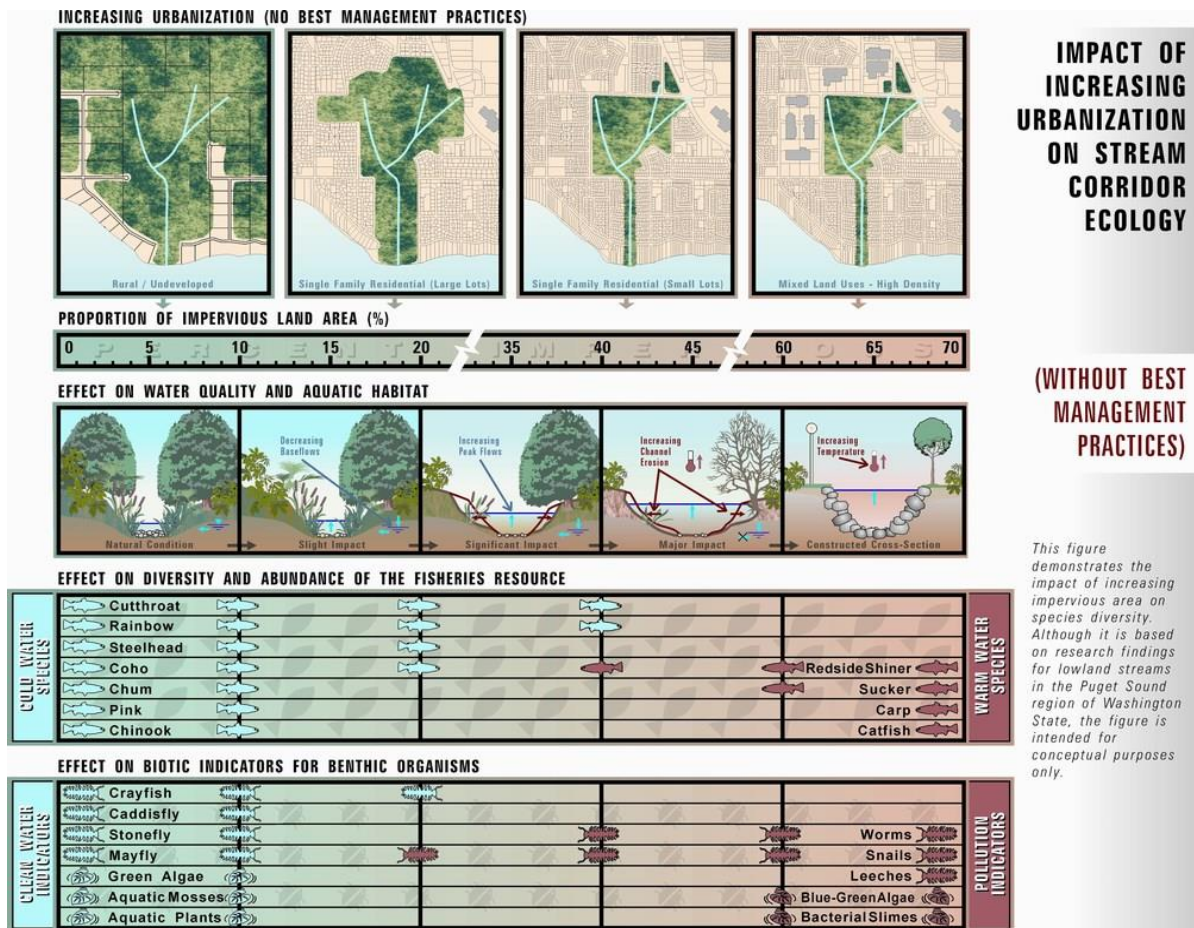 INCREASING URBANIZATION (NO BEST MANAGEMENT PRACTICES)
Rural / Undeveloped
Single Family Residential (Large Lots)
Single Family Residential (Small Lots)
Mixed Land Uses - High Density
IMPACT OF
INCREASING
URBANIZATION
ON STREAM
CORRIDOR
ECOLOGY
(WITHOUT BEST
MANAGEMENT
PRACTICES)
PROPORTION OF IMPERVIOUS LAND AREA (%)
0 5 10 20 35 40 45 60 65 70
EFFECT ON WATER QUALITY AND AQUATIC HABITAT
Decreasing
Baseflows
Increasing
Peak Flows
Increasing
Channel
Erosion
Increasing
Temperature
Natural Condition
Slight Impact
Significant Impact
Major Impact
Constructed Cross-Section
EFFECT ON DIVERSITY AND ABUNDANCE OF THE FISHERIES RESOURCE
COLD WATER
SPECIES
Cutthroat
Rainbow
Steelhead
Coho
Chum
Pink
Chinook
Redside Shiner
Sucker
Carp
Catfish
WARM WATER
SPECIES
EFFECT ON BIOTIC INDICATORS FOR BENTHIC ORGANISMS
CLEAN WATER
INDICATORS
Crayfish
Caddisfly
Stonefly
Mayfly
Green Algae
Aquatic Mosses
Aquatic Plants
Worms
Snails
Leeches
Blue-Green Algae
Bacterial Slimes
POLLUTION
INDICATORS
This figure
demonstrates the
impact of increasing
impervious area on
species diversity.
Although it is based
on research findings
for lowland streams
in the Puget Sound
region of Washington
State, the figure is
intended for
conceptual purposes
only.